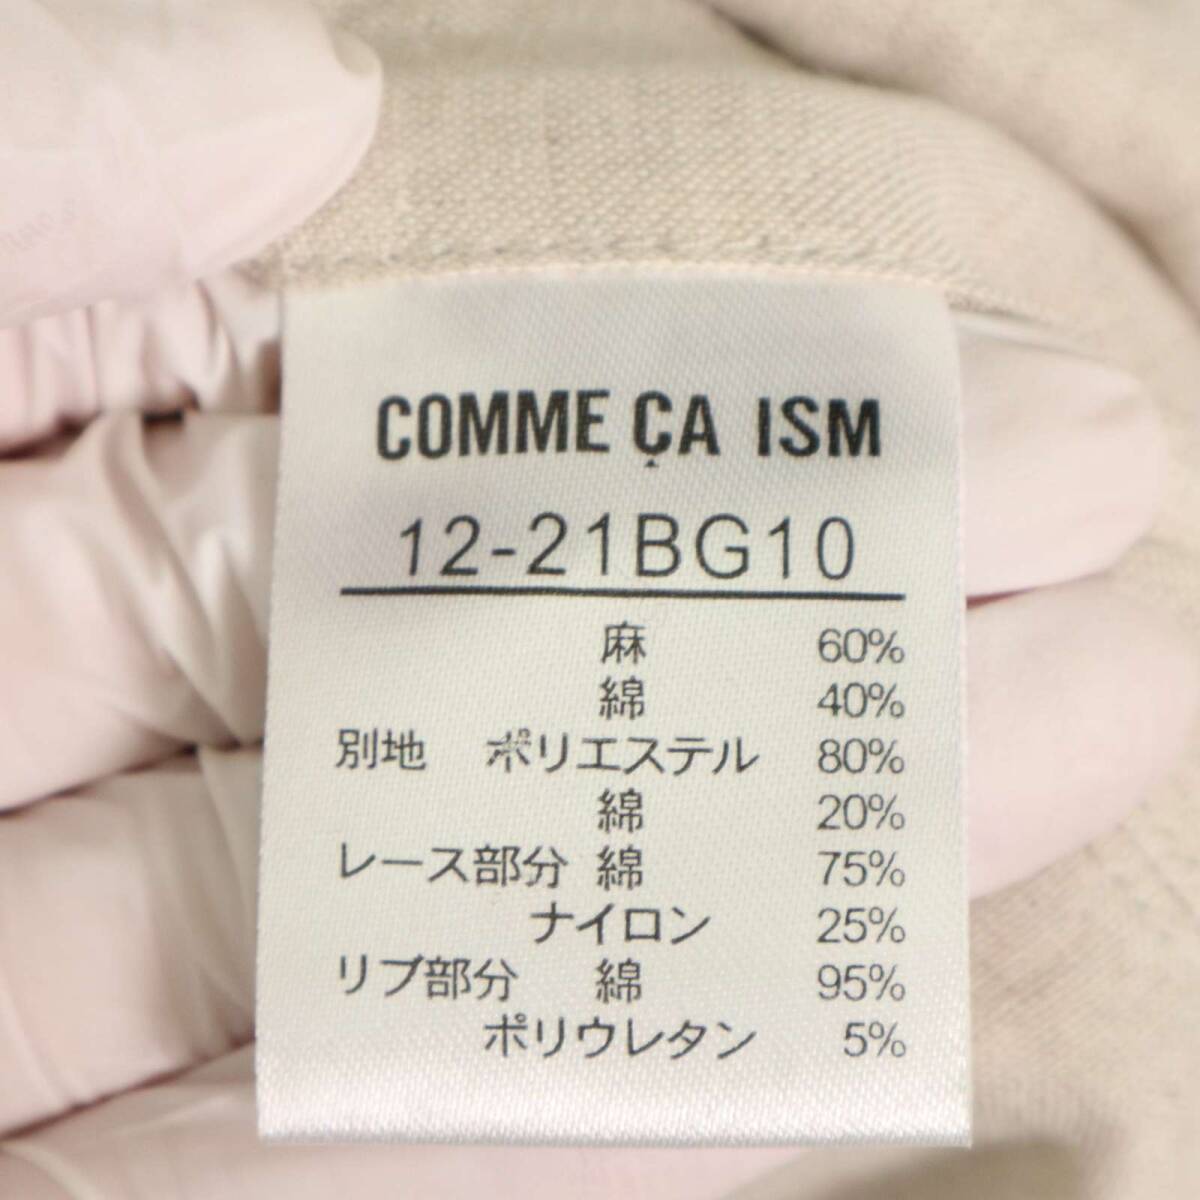 COMME ÇA ISM
12-21BG10
麻 60%
綿 40%
別地 ポリエステル 80%
綿 20%
レース部分 綿 75%
ナイロン 25%
リブ部分 綿 95%
ポリウレタン 5%